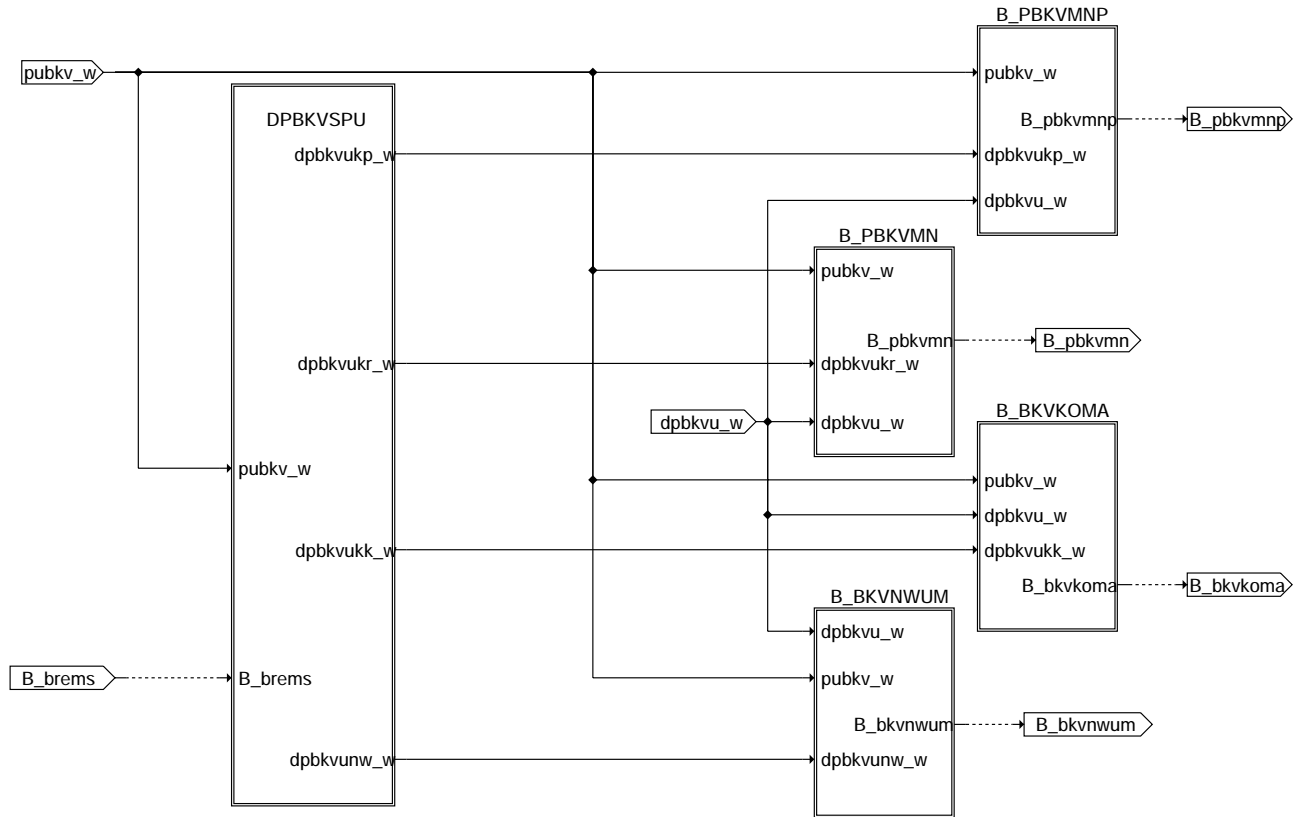 B_PBKVMNP
pubkv_w
pubkv_w
DPBKVSPU
B_pbkvmnp
B_pbkvmnp
dpbkvukp_w
dpbkvukp_w
dpbkvu_w
B_PBKVMN
pubkv_w
B_pbkvmn
B_pbkvmn
dpbkvukr_w
dpbkvukr_w
B_BKVKOMA
dpbkvu_w
dpbkvu_w
pubkv_w
pubkv_w
dpbkvu_w
dpbkvukk_w
dpbkvukk_w
B_bkvkoma
B_bkvkoma
B_BKVNWUM
dpbkvu_w
B_brems
B_brems
pubkv_w
B_bkvnwum
B_bkvnwum
dpbkvunw_w
dpbkvunw_w